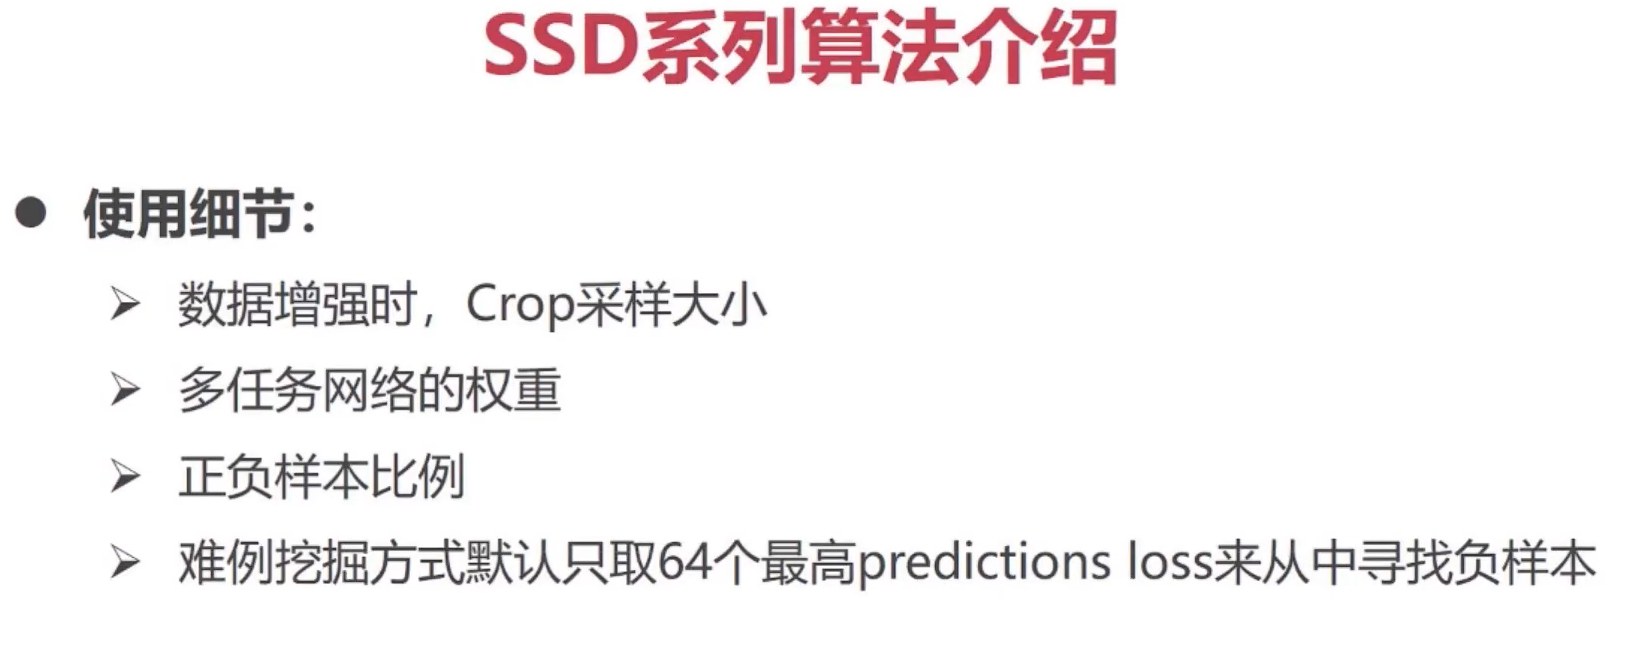 SSD系列算法介绍
使用细节：
数据增强时，Crop采样大小
多任务网络的权重
正负样本比例
难例挖掘方式默认只取64个最高predictions loss来从中寻找负样本